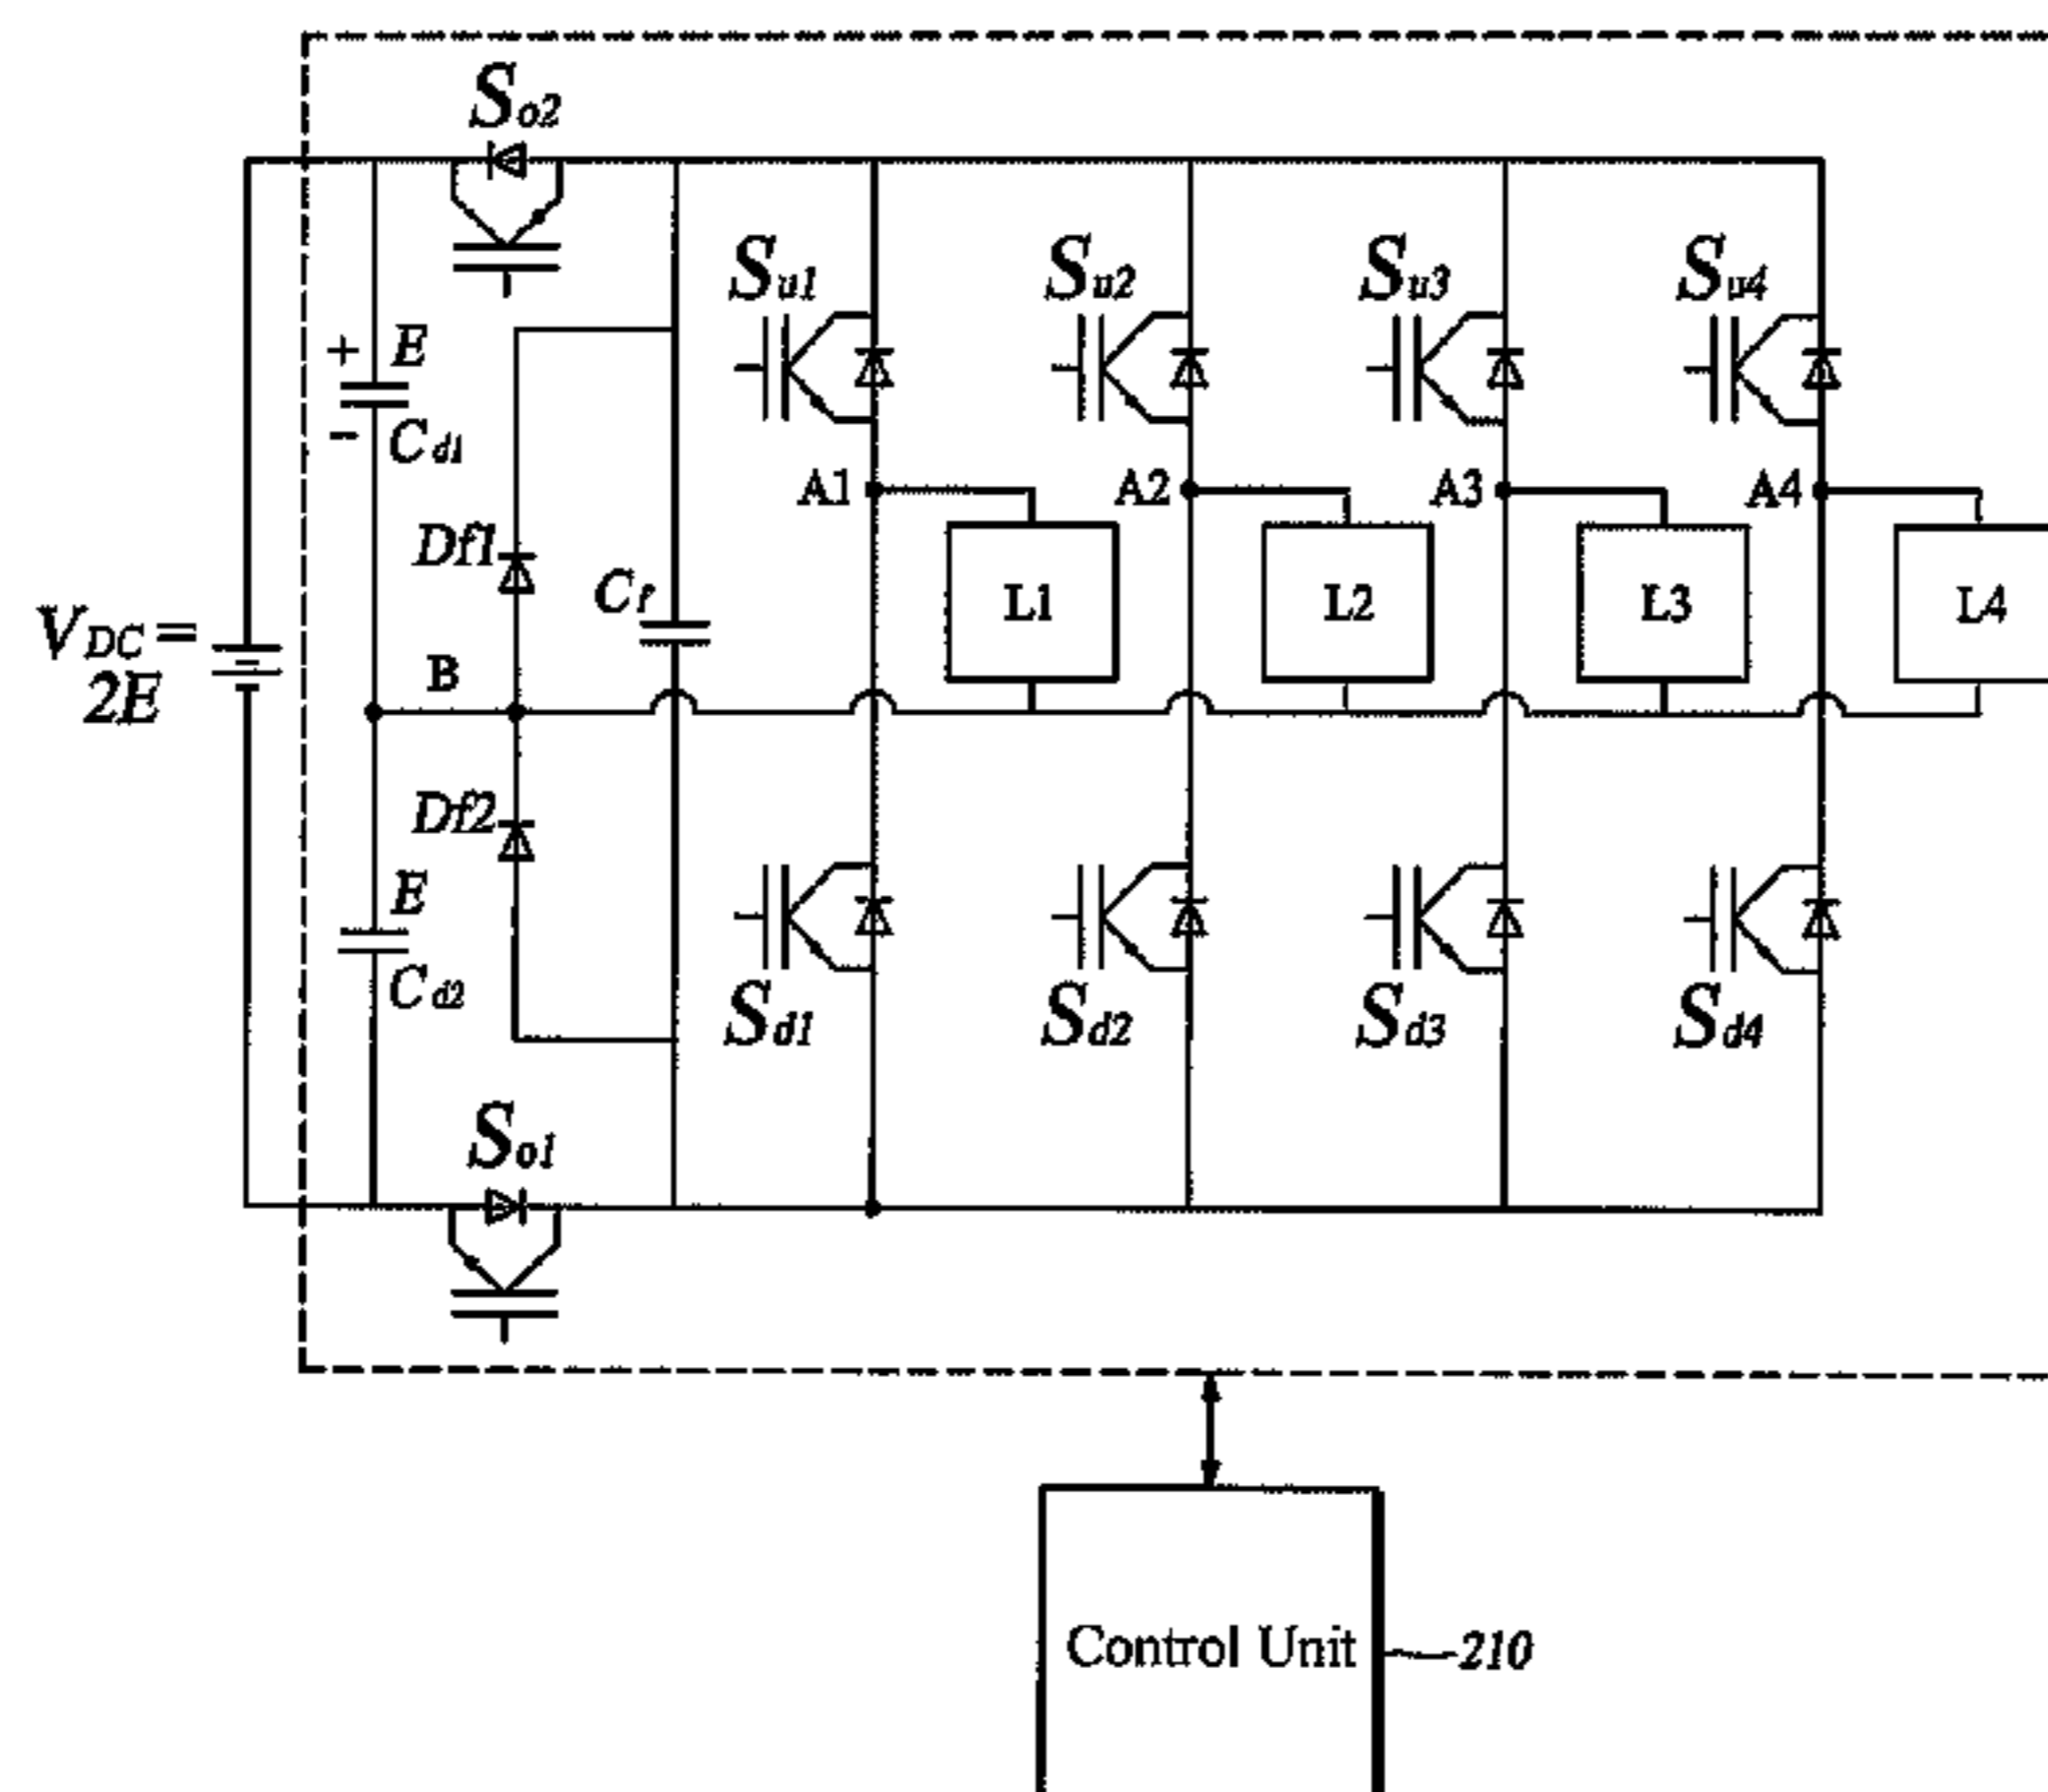 So2
Su1
Su2
Su3
Su4
+ E
- Cd1
A1
A2
A3
A4
Df1
Cf
L1
L2
L3
L4
VDC =
2E
B
Df2
E
Cd2
Sd1
Sd2
Sd3
Sd4
So1
Control Unit
210